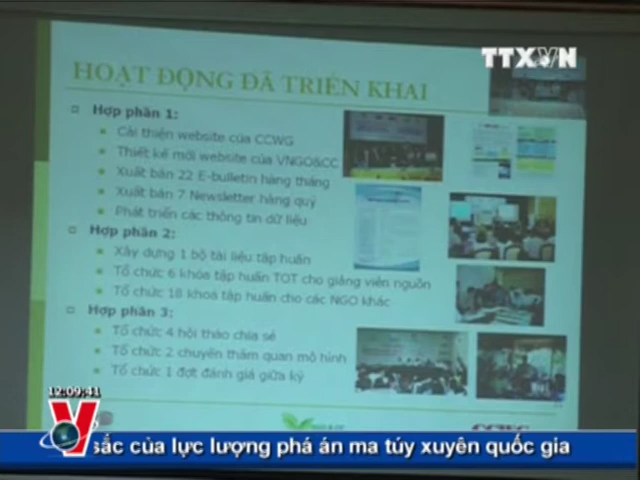 TTXVN
HOẠT ĐỘNG ĐÃ TRIỂN KHAI
Hợp phần 1:
Cải thiện website của CCWG
Thiết kế mới website của VNGO&CC
Xuất bản 22 E-bulletin hàng tháng
Xuất bản 7 Newsletter hàng quý
Phát triển các thông tin dữ liệu
Hợp phần 2:
Xây dựng 1 bộ tài liệu tập huấn
Tổ chức 6 khóa tập huấn TOT cho giảng viên nguồn
Tổ chức 18 khoá tập huấn cho các NGO khác
Hợp phần 3:
Tổ chức 4 hội thảo chia sẻ
Tổ chức 2 chuyến thăm quan mô hình
Tổ chức 1 đợt đánh giá giữa kỳ
12:09:41
V
CCWG
sắc của lực lượng phá án ma túy xuyên quốc gia